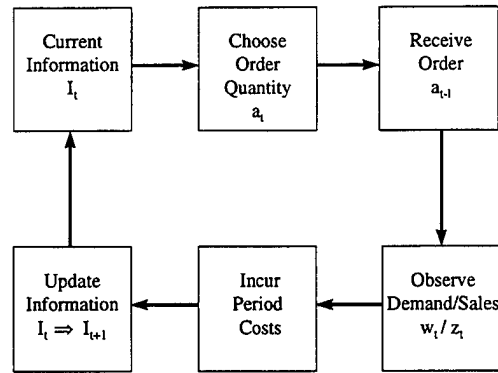 Current
Information
I_t
Choose
Order
Quantity
a_t
Receive
Order
a_{t-1}
Update
Information
I_t ⇒ I_{t+1}
Incur
Period
Costs
Observe
Demand/Sales
w_t / z_t